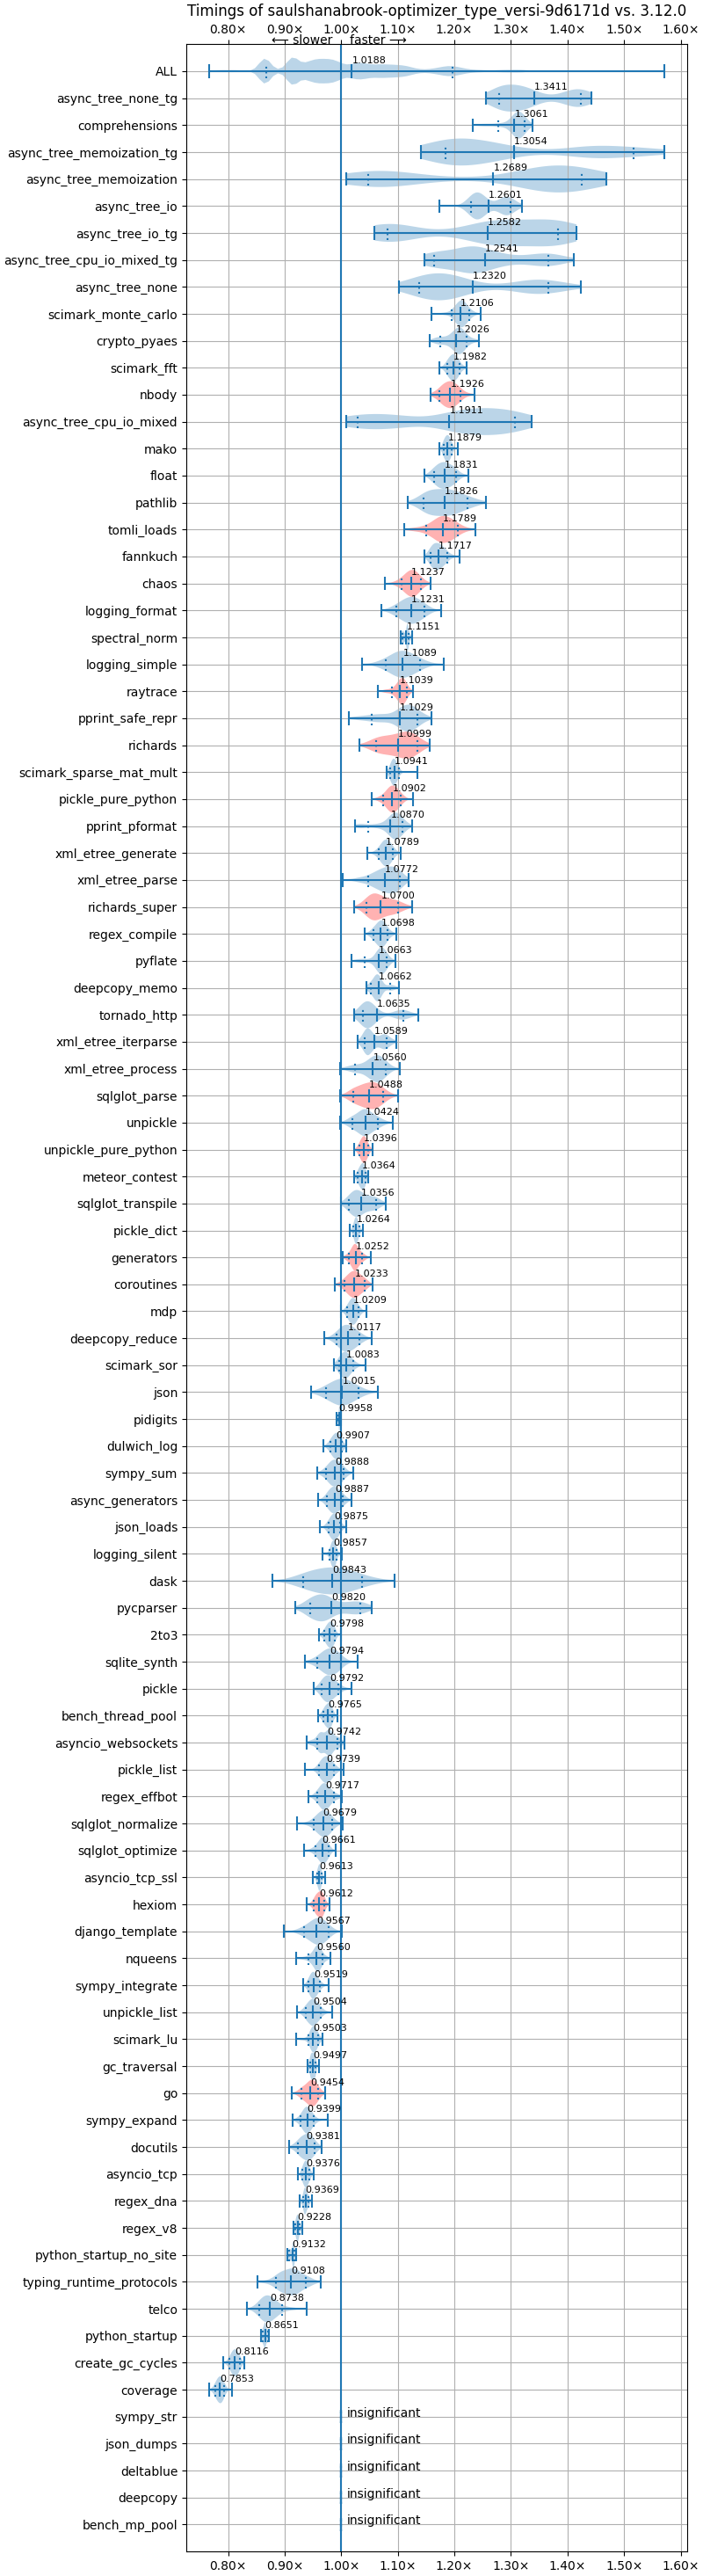 Timings of saulshanabrook-optimizer_type_versi-9d6171d vs. 3.12.0
0.80× 0.90× 1.00× 1.10× 1.20× 1.30× 1.40× 1.50× 1.60×
← slower faster →
ALL 1.0188
async_tree_none_tg 1.3411
comprehensions 1.3061
async_tree_memoization_tg 1.3054
async_tree_memoization 1.2689
async_tree_io 1.2601
async_tree_io_tg 1.2582
async_tree_cpu_io_mixed_tg 1.2541
async_tree_none 1.2320
scimark_monte_carlo 1.2106
crypto_pyaes 1.2026
scimark_fft 1.1982
nbody 1.1926
async_tree_cpu_io_mixed 1.1911
mako 1.1879
float 1.1831
pathlib 1.1826
tomli_loads 1.1789
fannkuch 1.1717
chaos 1.1237
logging_format 1.1231
spectral_norm 1.1151
logging_simple 1.1089
raytrace 1.1039
pprint_safe_repr 1.1029
richards 1.0999
scimark_sparse_mat_mult 1.0941
pickle_pure_python 1.0902
pprint_pformat 1.0870
xml_etree_generate 1.0789
xml_etree_parse 1.0772
richards_super 1.0700
regex_compile 1.0698
pyflate 1.0663
deepcopy_memo 1.0662
tornado_http 1.0635
xml_etree_iterparse 1.0589
xml_etree_process 1.0560
sqlglot_parse 1.0488
unpickle 1.0424
unpickle_pure_python 1.0396
meteor_contest 1.0364
sqlglot_transpile 1.0356
pickle_dict 1.0264
generators 1.0252
coroutines 1.0233
mdp 1.0209
deepcopy_reduce 1.0117
scimark_sor 1.0083
json 1.0015
pidigits 0.9958
dulwich_log 0.9907
sympy_sum 0.9888
async_generators 0.9887
json_loads 0.9875
logging_silent 0.9857
dask 0.9843
pycparser 0.9820
2to3 0.9798
sqlite_synth 0.9794
pickle 0.9792
bench_thread_pool 0.9765
asyncio_websockets 0.9742
pickle_list 0.9739
regex_effbot 0.9717
sqlglot_normalize 0.9679
sqlglot_optimize 0.9661
asyncio_tcp_ssl 0.9613
hexiom 0.9612
django_template 0.9567
nqueens 0.9560
sympy_integrate 0.9519
unpickle_list 0.9504
scimark_lu 0.9503
gc_traversal 0.9497
go 0.9454
sympy_expand 0.9399
docutils 0.9381
asyncio_tcp 0.9376
regex_dna 0.9369
regex_v8 0.9228
python_startup_no_site 0.9132
typing_runtime_protocols 0.9108
telco 0.8738
python_startup 0.8651
create_gc_cycles 0.8116
coverage 0.7853
sympy_str insignificant
json_dumps insignificant
deltablue insignificant
deepcopy insignificant
bench_mp_pool insignificant
0.80× 0.90× 1.00× 1.10× 1.20× 1.30× 1.40× 1.50× 1.60×